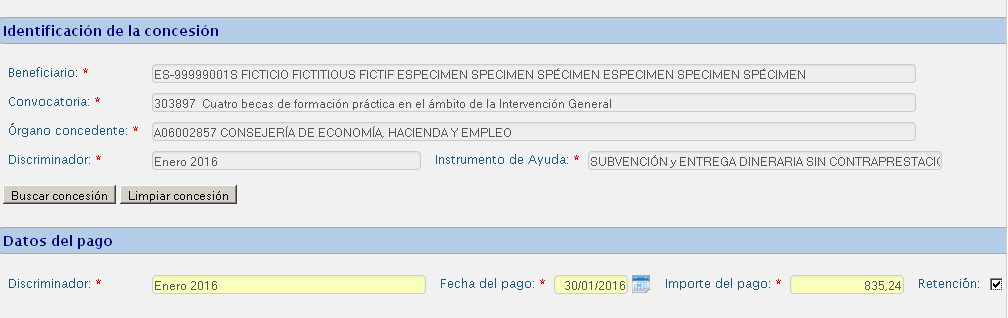 Identificación de la concesión
Beneficiario: * ES-99999001S FICTICIO FICTITIOUS FICTIF ESPECIMEN SPECIMEN SPÉCIMEN ESPECIMEN SPECIMEN SPÉCIMEN
Convocatoria: * 303897 Cuatro becas de formación práctica en el ámbito de la Intervención General
Órgano concedente: * A06002857 CONSEJERÍA DE ECONOMÍA, HACIENDA Y EMPLEO
Discriminador: * Enero 2016 Instrumento de Ayuda: * SUBVENCIÓN y ENTREGA DINERARIA SIN CONTRAPRESTACIÓ
Buscar concesión Limpiar concesión
Datos del pago
Discriminador: * Enero 2016 Fecha del pago: * 30/01/2016 Importe del pago: * 835,24 Retención: